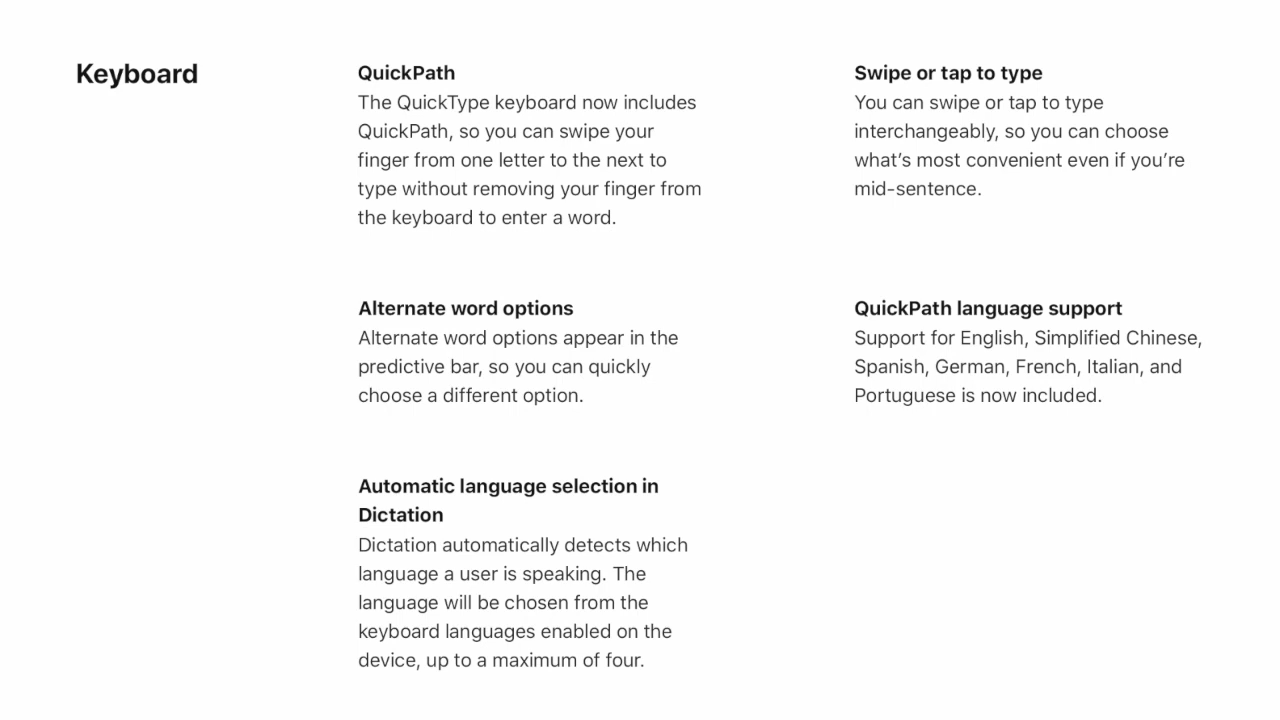 Keyboard
QuickPath
The QuickType keyboard now includes
QuickPath, so you can swipe your
finger from one letter to the next to
type without removing your finger from
the keyboard to enter a word.
Swipe or tap to type
You can swipe or tap to type
interchangeably, so you can choose
what’s most convenient even if you’re
mid-sentence.
Alternate word options
Alternate word options appear in the
predictive bar, so you can quickly
choose a different option.
QuickPath language support
Support for English, Simplified Chinese,
Spanish, German, French, Italian, and
Portuguese is now included.
Automatic language selection in
Dictation
Dictation automatically detects which
language a user is speaking. The
language will be chosen from the
keyboard languages enabled on the
device, up to a maximum of four.